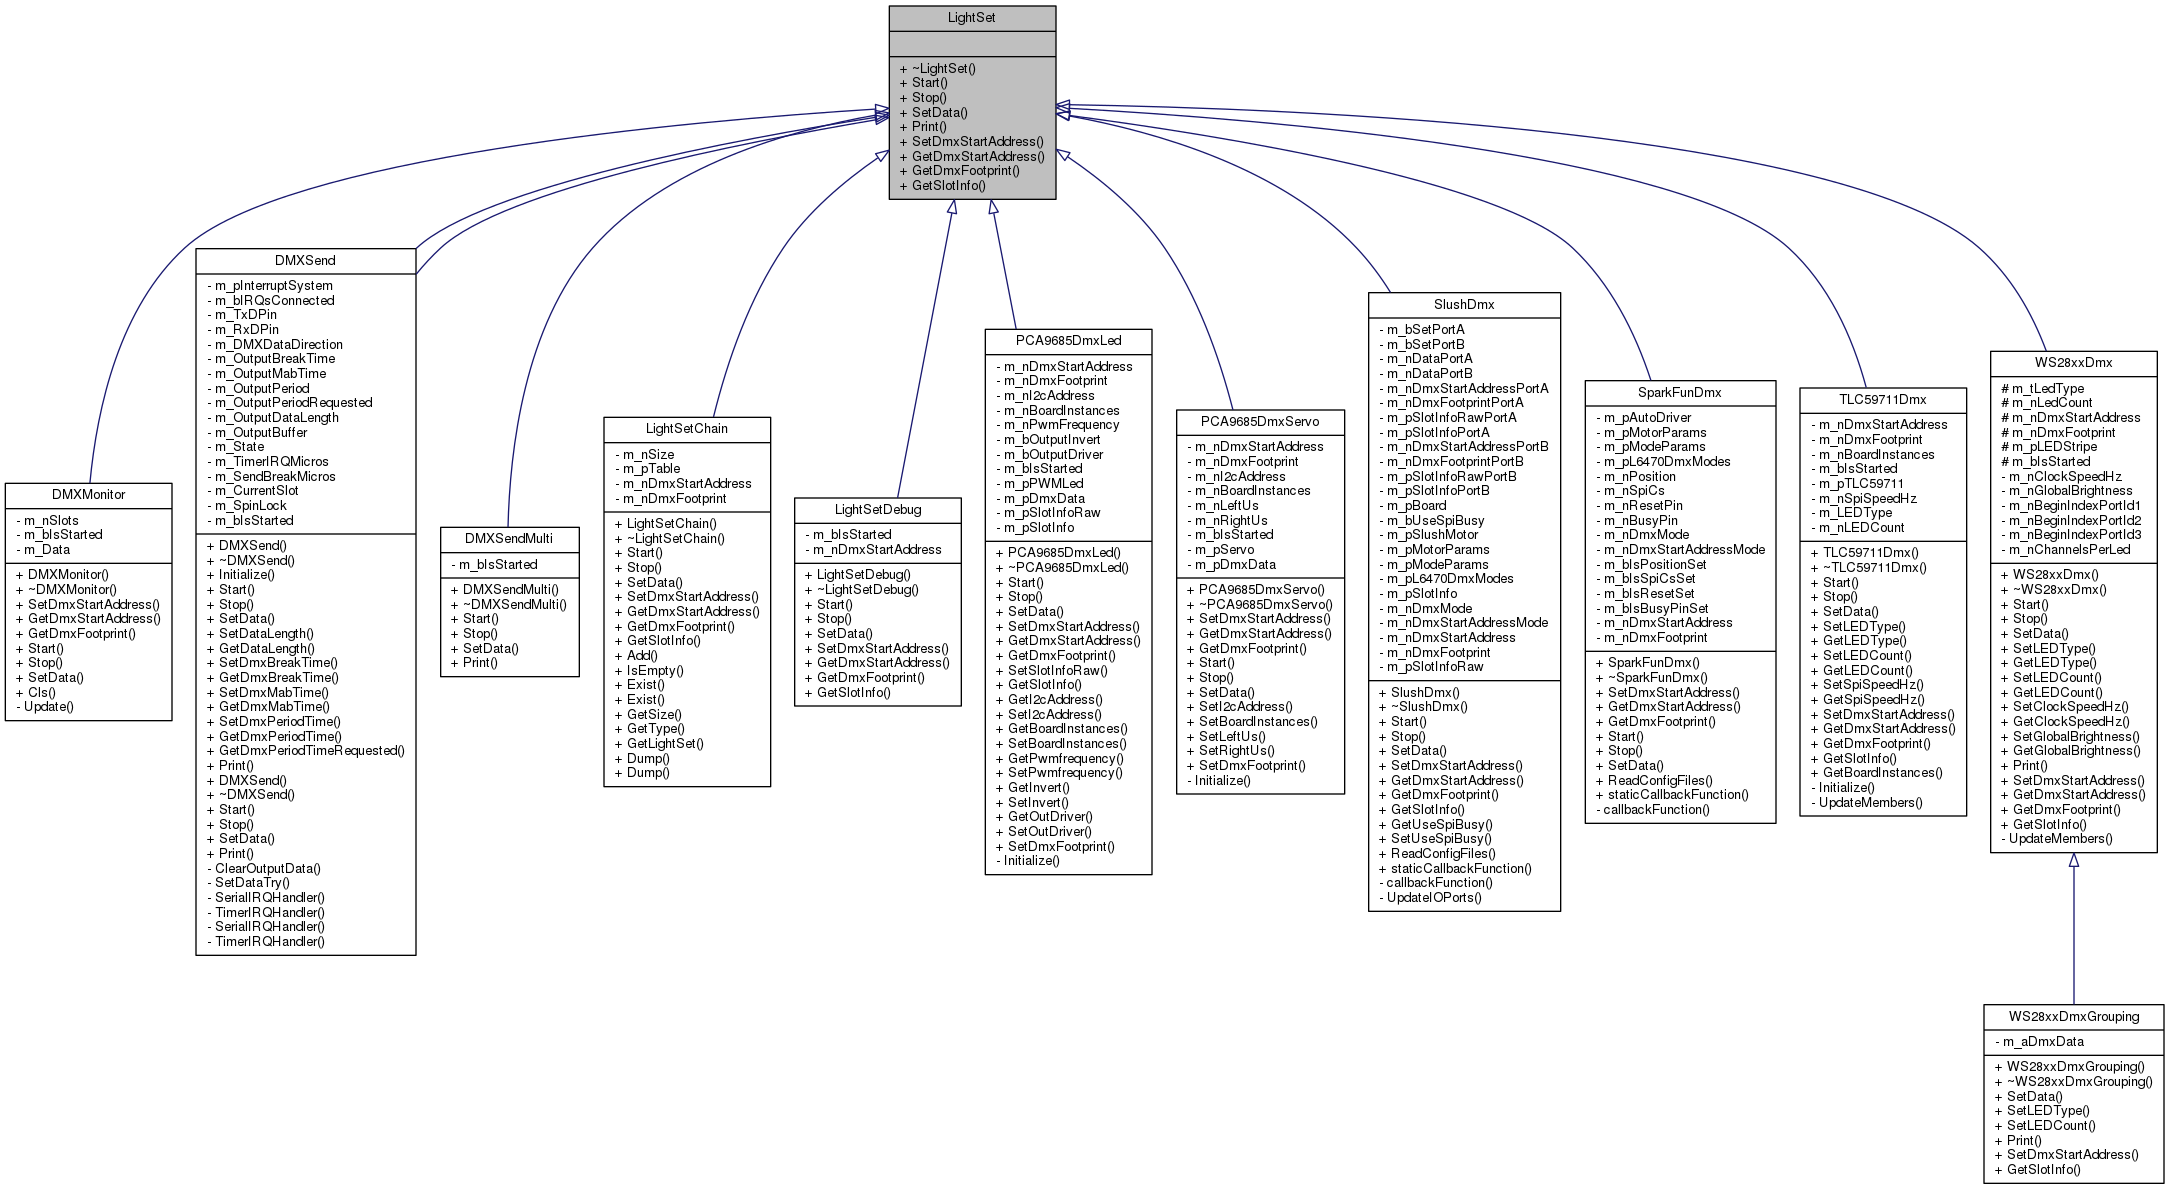 LightSet
+ ~LightSet()
+ Start()
+ Stop()
+ SetData()
+ Print()
+ SetDmxStartAddress()
+ GetDmxStartAddress()
+ GetDmxFootprint()
+ GetSlotInfo()
DMXMonitor
- m_nSlots
- m_bIsStarted
- m_Data
+ DMXMonitor()
+ ~DMXMonitor()
+ SetDmxStartAddress()
+ GetDmxStartAddress()
+ GetDmxFootprint()
+ Start()
+ Stop()
+ SetData()
+ Cls()
- Update()
DMXSend
- m_pInterruptSystem
- m_bIRQsConnected
- m_TxDPin
- m_RxDPin
- m_DMXDataDirection
- m_OutputBreakTime
- m_OutputMabTime
- m_OutputPeriod
- m_OutputPeriodRequested
- m_OutputDataLength
- m_OutputBuffer
- m_State
- m_TimerIRQMicros
- m_SendBreakMicros
- m_CurrentSlot
- m_SpinLock
- m_bIsStarted
+ DMXSend()
+ ~DMXSend()
+ Initialize()
+ Start()
+ Stop()
+ SetData()
+ SetDataLength()
+ GetDataLength()
+ SetDmxBreakTime()
+ GetDmxBreakTime()
+ SetDmxMabTime()
+ GetDmxMabTime()
+ SetDmxPeriodTime()
+ GetDmxPeriodTime()
+ GetDmxPeriodTimeRequested()
+ Print()
+ DMXSend()
+ ~DMXSend()
+ Start()
+ Stop()
+ SetData()
+ Print()
- ClearOutputData()
- SetDataTry()
- SerialIRQHandler()
- TimerIRQHandler()
- SerialIRQHandler()
- TimerIRQHandler()
DMXSendMulti
- m_bIsStarted
+ DMXSendMulti()
+ ~DMXSendMulti()
+ Start()
+ Stop()
+ SetData()
+ Print()
LightSetChain
- m_nSize
- m_pTable
- m_nDmxStartAddress
- m_nDmxFootprint
+ LightSetChain()
+ ~LightSetChain()
+ Start()
+ Stop()
+ SetData()
+ SetDmxStartAddress()
+ GetDmxStartAddress()
+ GetDmxFootprint()
+ GetSlotInfo()
+ Add()
+ IsEmpty()
+ Exist()
+ Exist()
+ GetSize()
+ GetType()
+ GetLightSet()
+ Dump()
+ Dump()
LightSetDebug
- m_bIsStarted
- m_nDmxStartAddress
+ LightSetDebug()
+ ~LightSetDebug()
+ Start()
+ Stop()
+ SetData()
+ SetDmxStartAddress()
+ GetDmxStartAddress()
+ GetDmxFootprint()
+ GetSlotInfo()
PCA9685DmxLed
- m_nDmxStartAddress
- m_nDmxFootprint
- m_nI2cAddress
- m_nBoardInstances
- m_nPwmFrequency
- m_bOutputInvert
- m_bOutputDriver
- m_bIsStarted
- m_pPWMLed
- m_pDmxData
- m_pSlotInfoRaw
- m_pSlotInfo
+ PCA9685DmxLed()
+ ~PCA9685DmxLed()
+ Start()
+ Stop()
+ SetData()
+ SetDmxStartAddress()
+ GetDmxStartAddress()
+ GetDmxFootprint()
+ SetSlotInfoRaw()
+ GetSlotInfo()
+ GetI2cAddress()
+ SetI2cAddress()
+ GetBoardInstances()
+ SetBoardInstances()
+ GetPwmfrequency()
+ SetPwmfrequency()
+ GetInvert()
+ SetInvert()
+ GetOutDriver()
+ SetOutDriver()
+ SetDmxFootprint()
- Initialize()
PCA9685DmxServo
- m_nDmxStartAddress
- m_nDmxFootprint
- m_nI2cAddress
- m_nBoardInstances
- m_nLeftUs
- m_nRightUs
- m_bIsStarted
- m_pServo
- m_pDmxData
+ PCA9685DmxServo()
+ ~PCA9685DmxServo()
+ SetDmxStartAddress()
+ GetDmxStartAddress()
+ GetDmxFootprint()
+ Start()
+ Stop()
+ SetData()
+ SetI2cAddress()
+ SetBoardInstances()
+ SetLeftUs()
+ SetRightUs()
+ SetDmxFootprint()
- Initialize()
SlushDmx
- m_bSetPortA
- m_bSetPortB
- m_nDataPortA
- m_nDataPortB
- m_nDmxStartAddressPortA
- m_nDmxFootprintPortA
- m_pSlotInfoRawPortA
- m_pSlotInfoPortA
- m_nDmxStartAddressPortB
- m_nDmxFootprintPortB
- m_pSlotInfoRawPortB
- m_pSlotInfoPortB
- m_pBoard
- m_bUseSpiBusy
- m_pSlushMotor
- m_pMotorParams
- m_pModeParams
- m_pL6470DmxModes
- m_pSlotInfo
- m_nDmxMode
- m_nDmxStartAddressMode
- m_nDmxStartAddress
- m_nDmxFootprint
- m_pSlotInfoRaw
+ SlushDmx()
+ ~SlushDmx()
+ Start()
+ Stop()
+ SetData()
+ SetDmxStartAddress()
+ GetDmxStartAddress()
+ GetDmxFootprint()
+ GetSlotInfo()
+ GetUseSpiBusy()
+ SetUseSpiBusy()
+ ReadConfigFiles()
+ staticCallbackFunction()
- callbackFunction()
- UpdateIOPorts()
SparkFunDmx
- m_pAutoDriver
- m_pMotorParams
- m_pModeParams
- m_pL6470DmxModes
- m_nPosition
- m_nSpiCs
- m_nResetPin
- m_nBusyPin
- m_nDmxMode
- m_nDmxStartAddressMode
- m_bIsPositionSet
- m_bIsSpiCsSet
- m_bIsResetSet
- m_bIsBusyPinSet
- m_nDmxStartAddress
- m_nDmxFootprint
+ SparkFunDmx()
+ ~SparkFunDmx()
+ SetDmxStartAddress()
+ GetDmxStartAddress()
+ GetDmxFootprint()
+ Start()
+ Stop()
+ SetData()
+ ReadConfigFiles()
+ staticCallbackFunction()
- callbackFunction()
TLC59711Dmx
- m_nDmxStartAddress
- m_nDmxFootprint
- m_nBoardInstances
- m_bIsStarted
- m_pTLC59711
- m_nSpiSpeedHz
- m_LEDType
- m_nLEDCount
+ TLC59711Dmx()
+ ~TLC59711Dmx()
+ Start()
+ Stop()
+ SetData()
+ SetLEDType()
+ GetLEDType()
+ SetLEDCount()
+ GetLEDCount()
+ SetSpiSpeedHz()
+ GetSpiSpeedHz()
+ SetDmxStartAddress()
+ GetDmxStartAddress()
+ GetDmxFootprint()
+ GetSlotInfo()
+ GetBoardInstances()
- Initialize()
- UpdateMembers()
WS28xxDmx
# m_tLedType
# m_nLedCount
# m_nDmxStartAddress
# m_nDmxFootprint
# m_pLEDStripe
# m_bIsStarted
- m_nClockSpeedHz
- m_nGlobalBrightness
- m_nBeginIndexPortId1
- m_nBeginIndexPortId2
- m_nBeginIndexPortId3
- m_nChannelsPerLed
+ WS28xxDmx()
+ ~WS28xxDmx()
+ Start()
+ Stop()
+ SetData()
+ SetLEDType()
+ GetLEDType()
+ SetLEDCount()
+ GetLEDCount()
+ SetClockSpeedHz()
+ GetClockSpeedHz()
+ SetGlobalBrightness()
+ GetGlobalBrightness()
+ Print()
+ SetDmxStartAddress()
+ GetDmxStartAddress()
+ GetDmxFootprint()
+ GetSlotInfo()
- UpdateMembers()
WS28xxDmxGrouping
- m_aDmxData
+ WS28xxDmxGrouping()
+ ~WS28xxDmxGrouping()
+ SetData()
+ SetLEDType()
+ SetLEDCount()
+ Print()
+ SetDmxStartAddress()
+ GetSlotInfo()